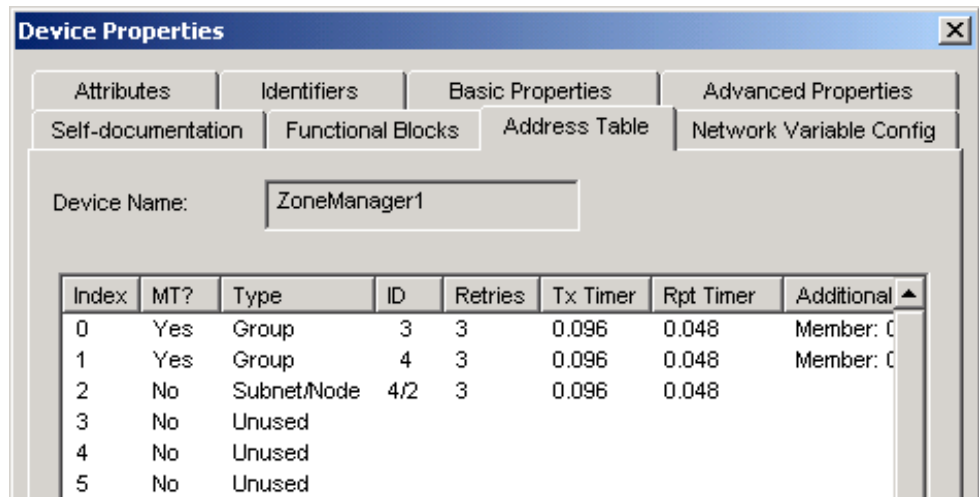 Device Properties
Attributes Identifiers Basic Properties Advanced Properties
Self-documentation Functional Blocks Address Table Network Variable Config
Device Name: ZoneManager1
Index MT? Type ID Retries Tx Timer Rpt Timer Additional
0 Yes Group 3 3 0.096 0.048 Member:
1 Yes Group 4 3 0.096 0.048 Member:
2 No Subnet/Node 4/2 3 0.096 0.048
3 No Unused
4 No Unused
5 No Unused